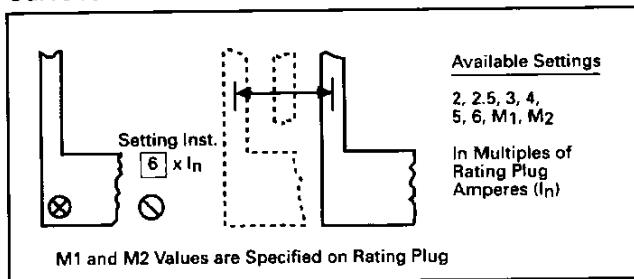 Available Settings
2, 2.5, 3, 4,
5, 6, M1, M2
In Multiples of
Rating Plug
Amperes (In)
Setting Inst.
6 x In
M1 and M2 Values are Specified on Rating Plug